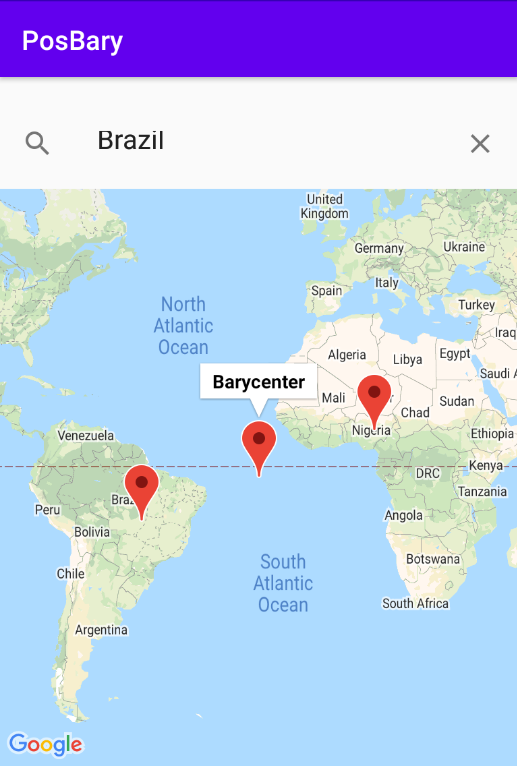 PosBary
Brazil
United
Kingdom
Germany
Ukraine
Spain
Italy
Turkey
North
Atlantic
Ocean
Algeria
Libya
Egypt
Iraq
Barycenter
Mali
Chad
Sudan
Saudi A
Nigeria
Ethiopia
Venezuela
DRC
Kenya
Braz
Tanzania
Peru
Angola
Bolivia
South
Atlantic
Ocean
Botswana
Chile
South Africa
Argentina
Google